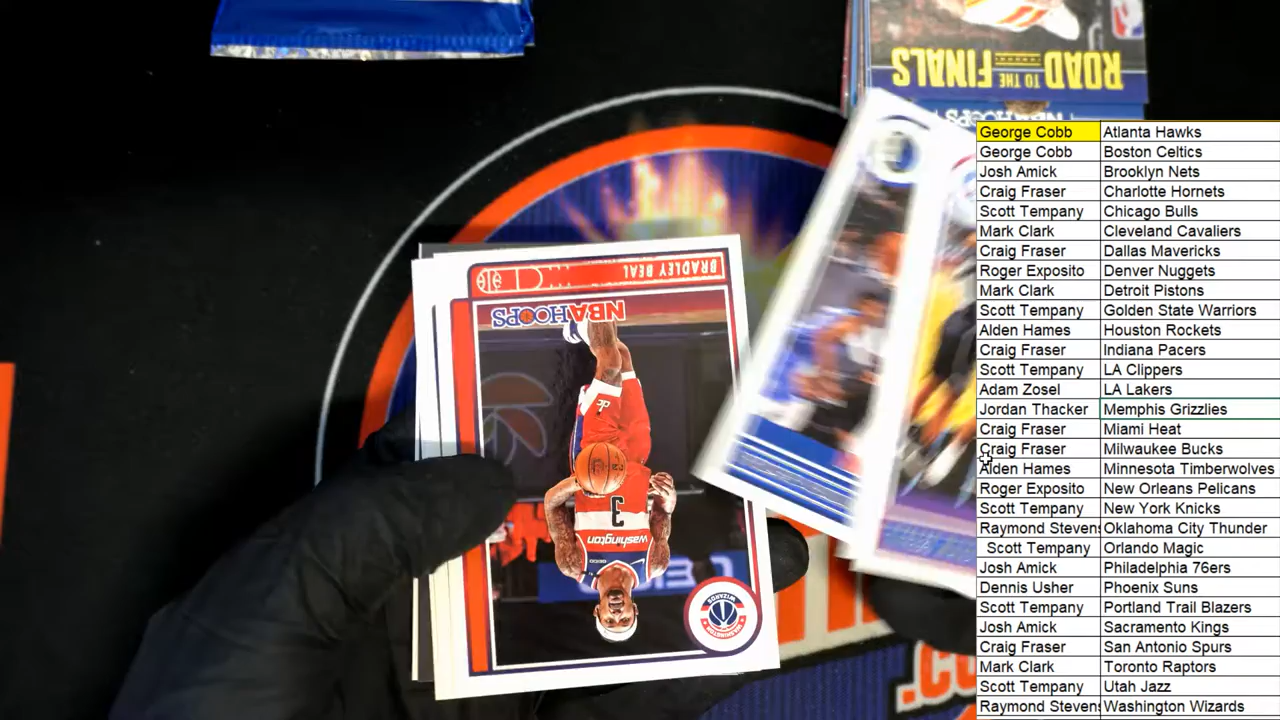 ROAD TO THE FINALS
NBA HOOPS
BRADLEY BEAL
NBA HOOPS
3
Washington
GEICO
WASHINGTON
WIZARDS
George Cobb Atlanta Hawks
George Cobb Boston Celtics
Josh Amick Brooklyn Nets
Craig Fraser Charlotte Hornets
Scott Tempany Chicago Bulls
Mark Clark Cleveland Cavaliers
Craig Fraser Dallas Mavericks
Roger Exposito Denver Nuggets
Mark Clark Detroit Pistons
Scott Tempany Golden State Warriors
Alden Hames Houston Rockets
Craig Fraser Indiana Pacers
Scott Tempany LA Clippers
Adam Zosel LA Lakers
Jordan Thacker Memphis Grizzlies
Craig Fraser Miami Heat
Craig Fraser Milwaukee Bucks
Alden Hames Minnesota Timberwolves
Roger Exposito New Orleans Pelicans
Scott Tempany New York Knicks
Raymond Stevens Oklahoma City Thunder
Scott Tempany Orlando Magic
Josh Amick Philadelphia 76ers
Dennis Usher Phoenix Suns
Scott Tempany Portland Trail Blazers
Josh Amick Sacramento Kings
Craig Fraser San Antonio Spurs
Mark Clark Toronto Raptors
Scott Tempany Utah Jazz
Raymond Stevens Washington Wizards